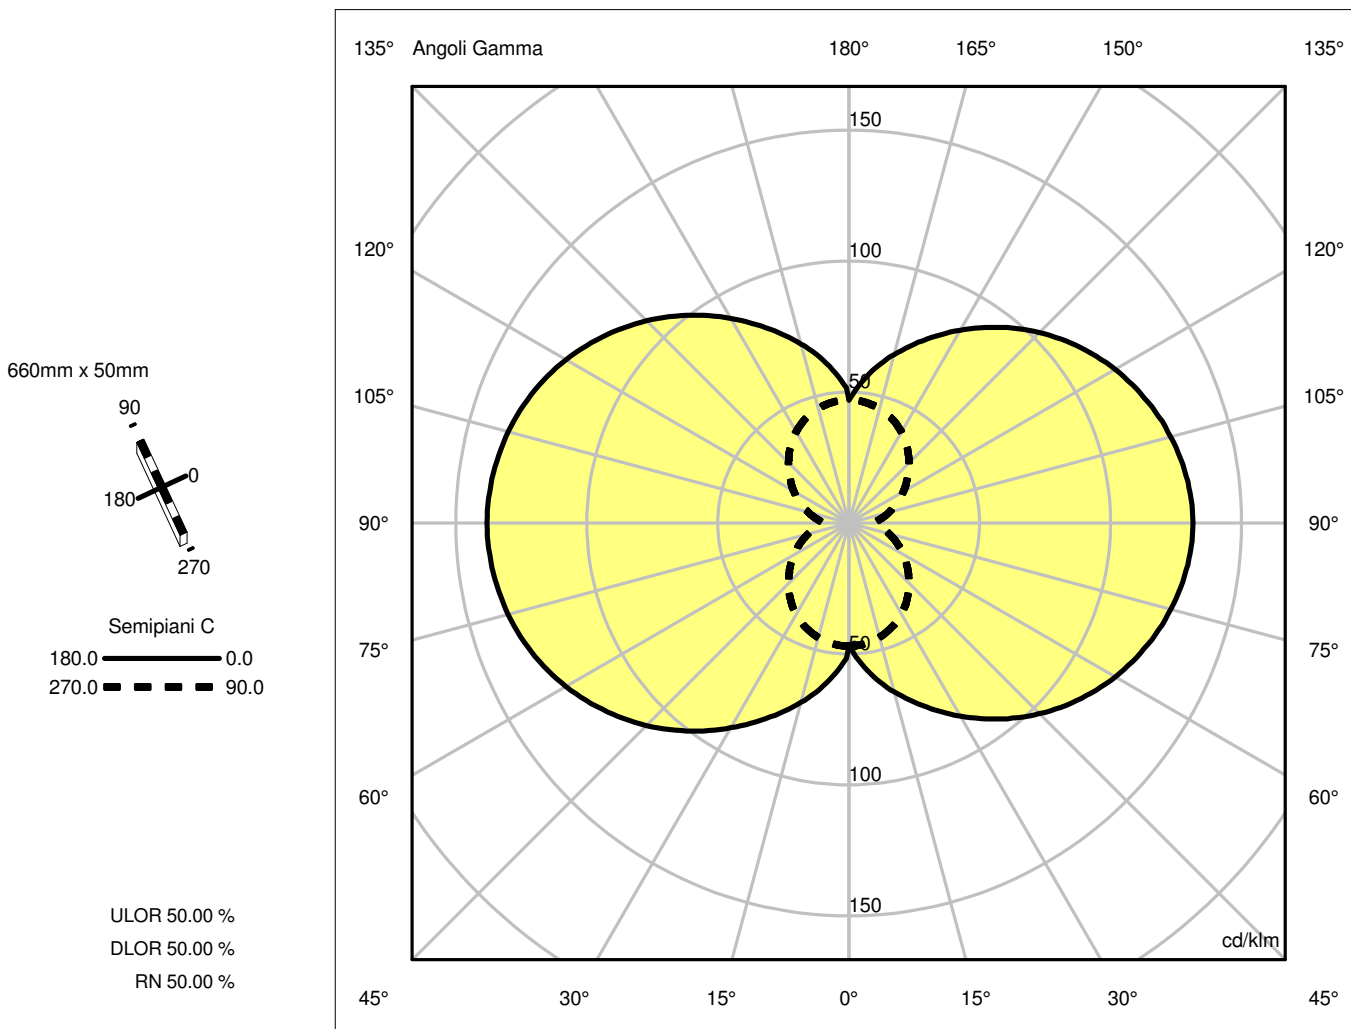 135° Angoli Gamma 180° 165° 150° 135°
150
120° 120°
100
660mm x 50mm
50
105° 105°
90
0
180
90° 90°
270
Semipiani C
50
180.0 0.0
75° 75°
270.0 90.0
100
60° 60°
150
ULOR 50.00 %
cd/klm
DLOR 50.00 %
RN 50.00 %
45° 30° 15° 0° 15° 30° 45°